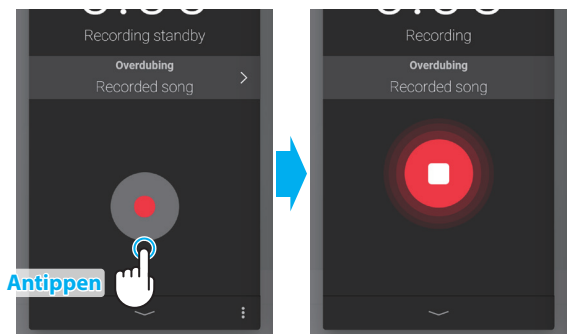 Recording standby
Overdubing
Recorded song
Antippen
Recording
Overdubing
Recorded song